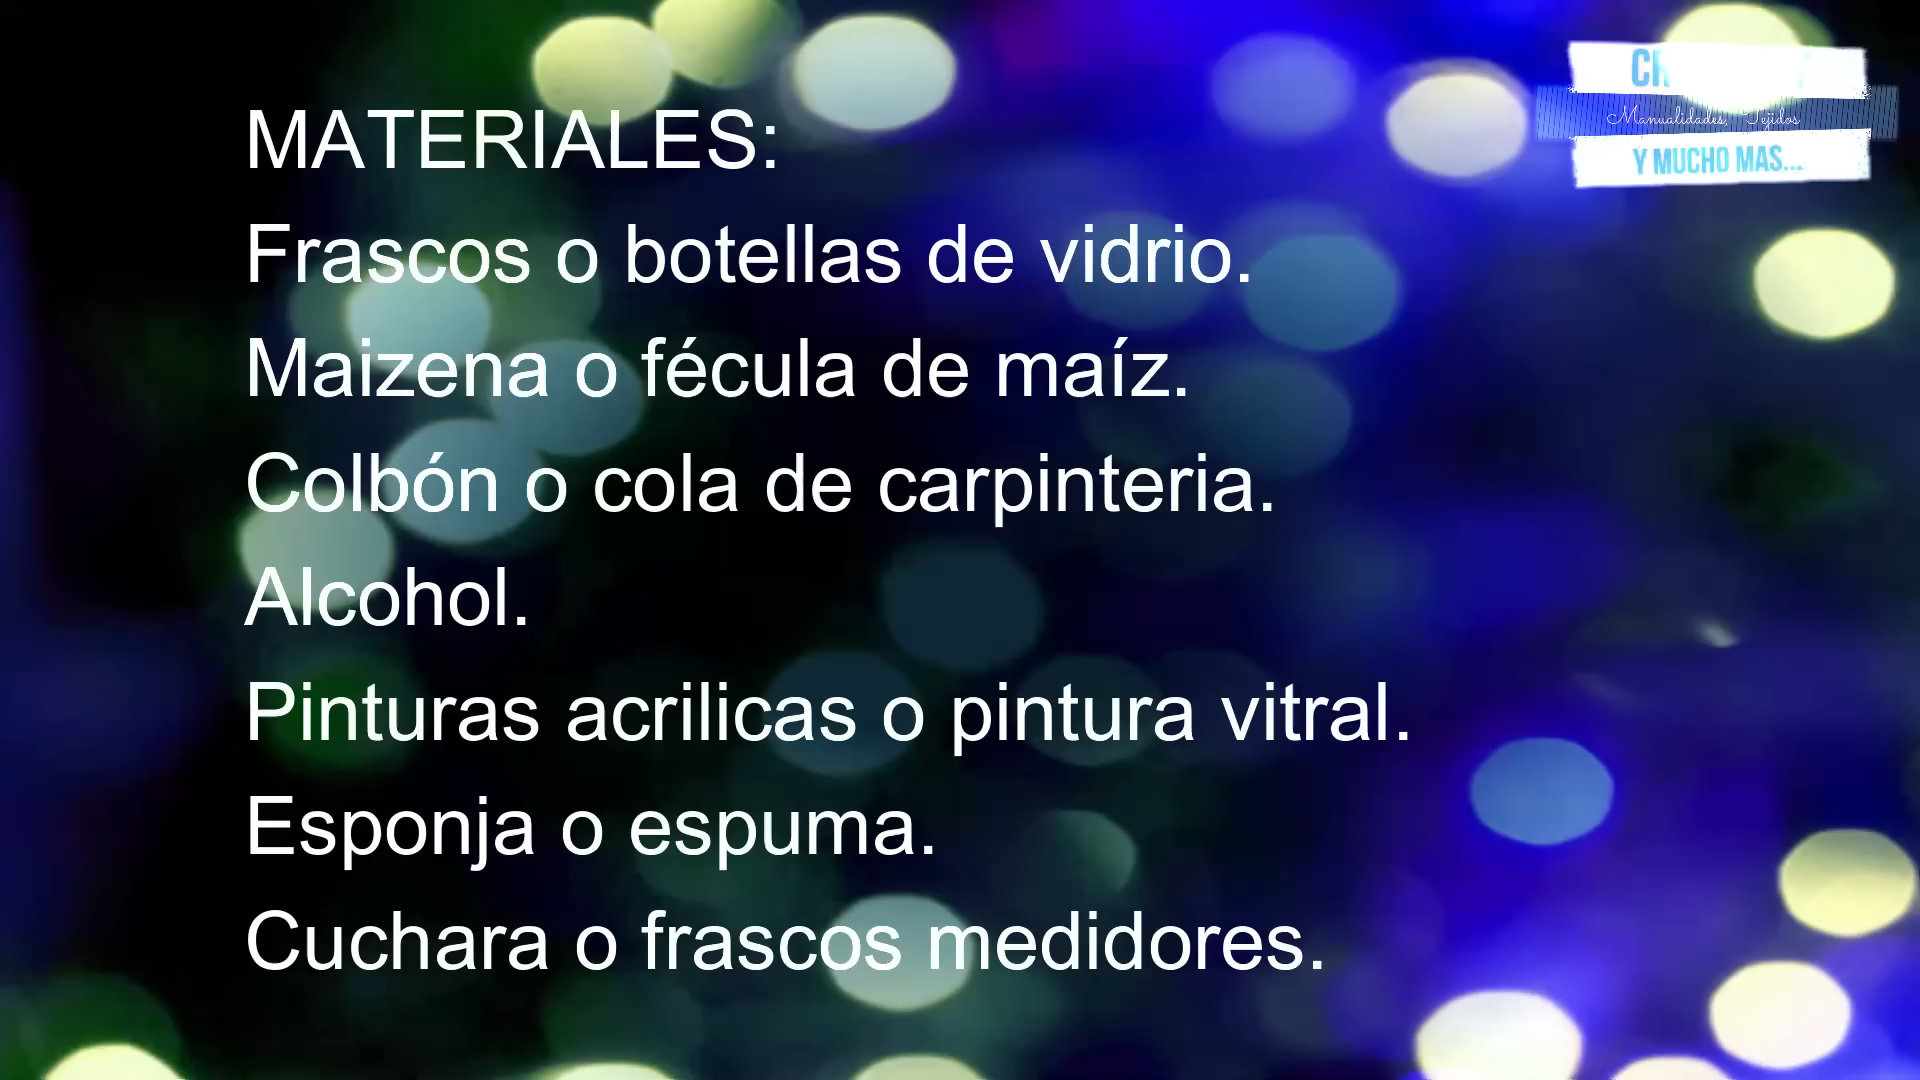 MATERIALES:
Frascos o botellas de vidrio.
Maizena o fécula de maíz.
Colbón o cola de carpinteria.
Alcohol.
Pinturas acrilicas o pintura vitral.
Esponja o espuma.
Cuchara o frascos medidores.
Manualidades, Tejidos
Y MUCHO MAS...